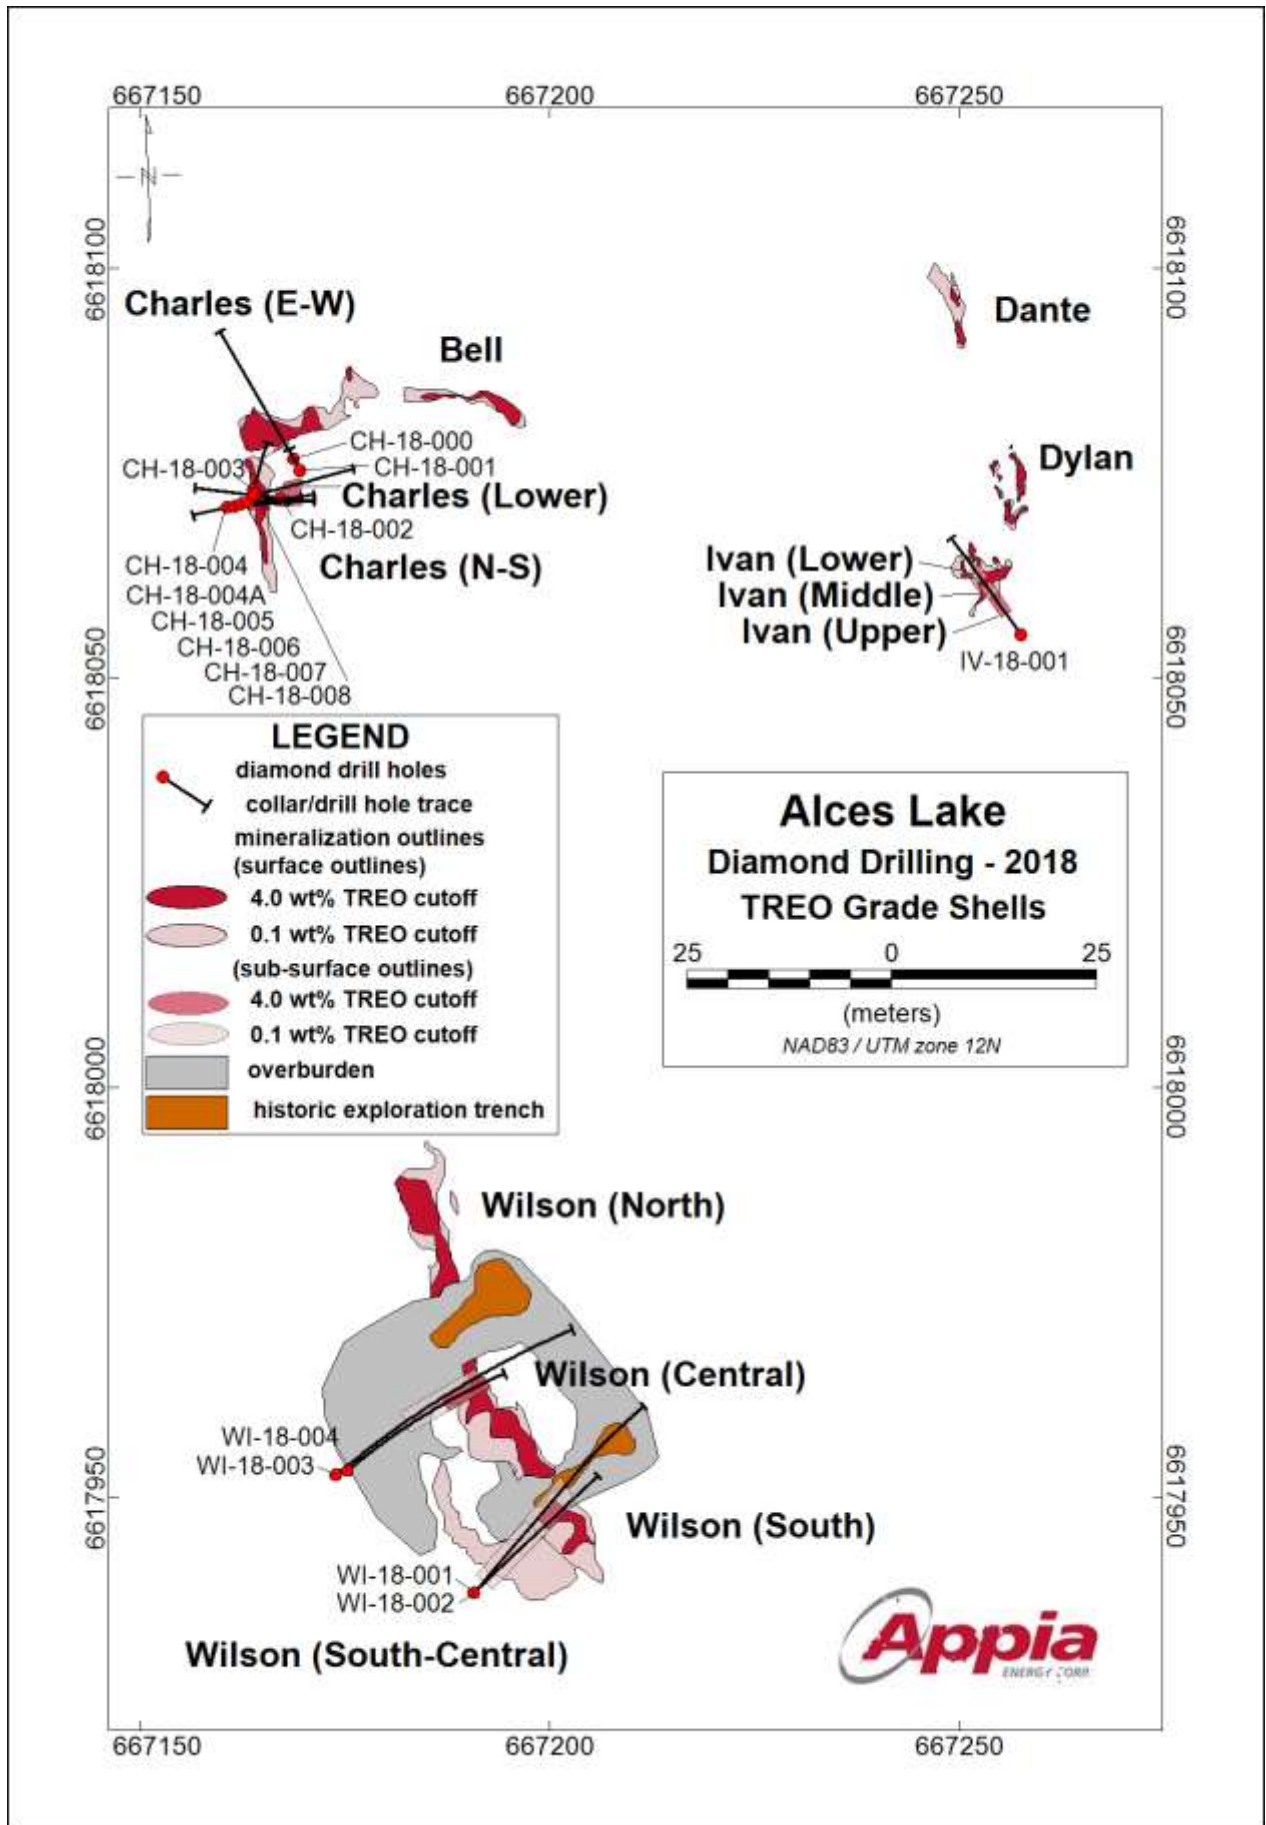 667150
667200
667250
N
6618100
6618100
Charles (E-W)
Dante
Bell
CH-18-000
CH-18-003
CH-18-001
Dylan
Charles (Lower)
CH-18-002
CH-18-004
Charles (N-S)
Ivan (Lower)
CH-18-004A
Ivan (Middle)
CH-18-005
Ivan (Upper)
CH-18-006
IV-18-001
CH-18-007
CH-18-008
6618050
6618050
LEGEND
diamond drill holes
collar/drill hole trace
mineralization outlines
(surface outlines)
4.0 wt% TREO cutoff
0.1 wt% TREO cutoff
(sub-surface outlines)
4.0 wt% TREO cutoff
0.1 wt% TREO cutoff
overburden
historic exploration trench
Alces Lake
Diamond Drilling - 2018
TREO Grade Shells
25 0 25
(meters)
NAD83 / UTM zone 12N
6618000
6618000
Wilson (North)
Wilson (Central)
WI-18-004
WI-18-003
6617950
6617950
Wilson (South)
WI-18-001
WI-18-002
Wilson (South-Central)
Appia
ENERGY CORP.
667150
667200
667250